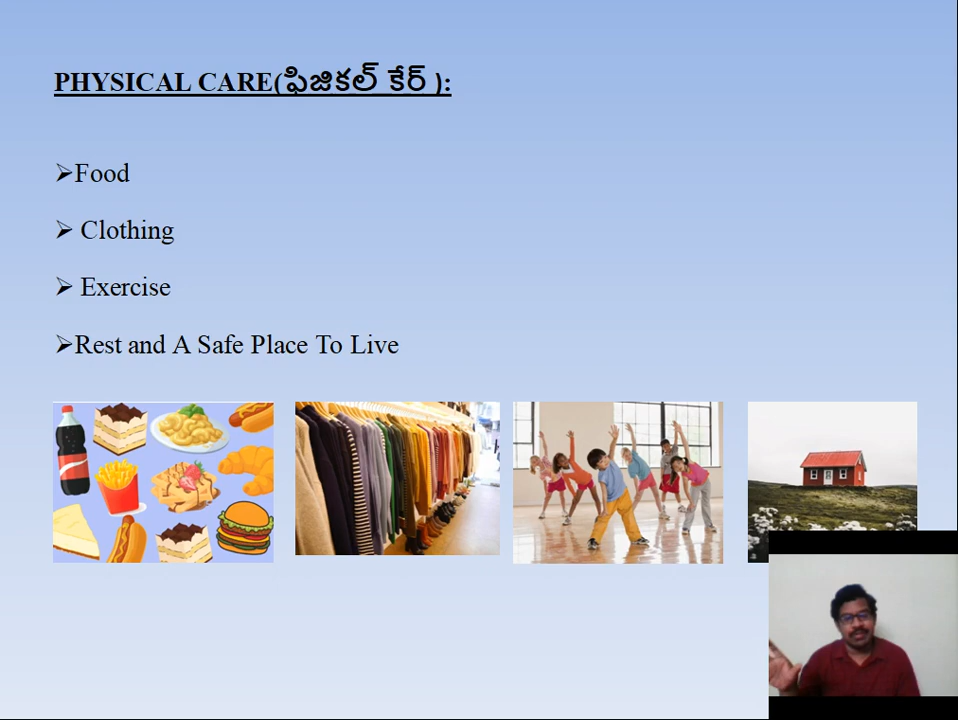 PHYSICAL CARE(ఫిజికల్ కేర్ ):
➢Food
➢ Clothing
➢ Exercise
➢Rest and A Safe Place To Live